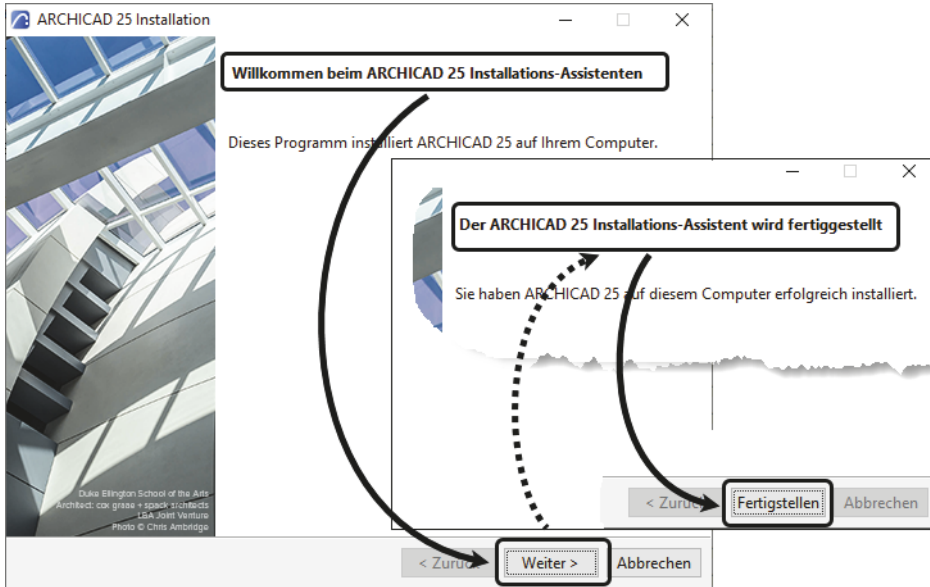 ARCHICAD 25 Installation
Willkommen beim ARCHICAD 25 Installations-Assistenten
Dieses Programm installiert ARCHICAD 25 auf Ihrem Computer.
Der ARCHICAD 25 Installations-Assistent wird fertiggestellt
Sie haben ARCHICAD 25 auf diesem Computer erfolgreich installiert.
Duke Ellington School of the Arts
Architect: cox graae + spack architects
LBA Joint Venture
Photo © Chris Ambridge
< Zurück Fertigstellen Abbrechen
< Zurück Weiter > Abbrechen